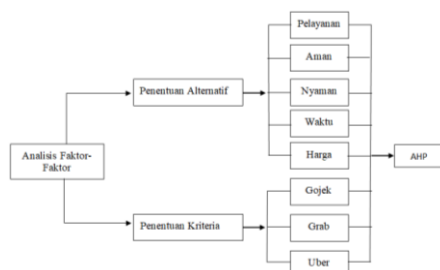 Pelayanan
Aman
Penentuan Alternatif
Nyaman
Waktu
Harga
Analisis Faktor-
Faktor
AHP
Gojek
Penentuan Kriteria
Grab
Uber